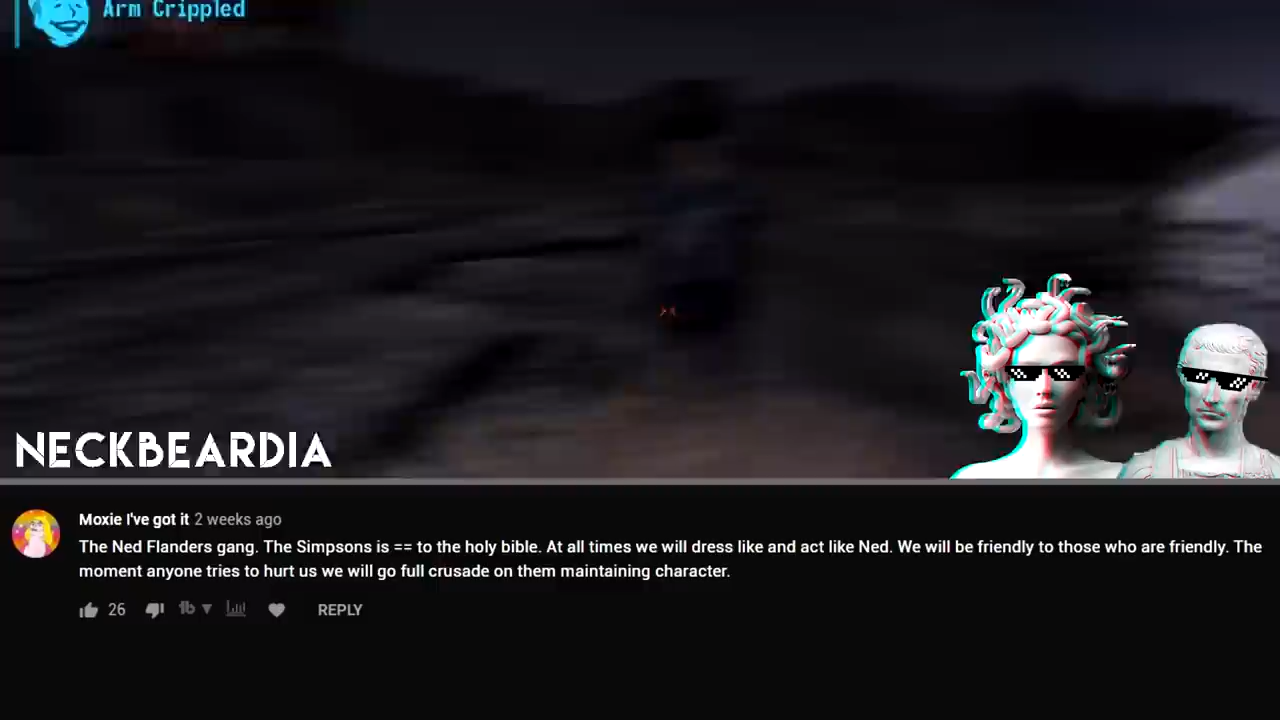 Arm Crippled
NECKBEARDIA
Moxie I've got it 2 weeks ago
The Ned Flanders gang. The Simpsons is == to the holy bible. At all times we will dress like and act like Ned. We will be friendly to those who are friendly. The
moment anyone tries to hurt us we will go full crusade on them maintaining character.
26 REPLY